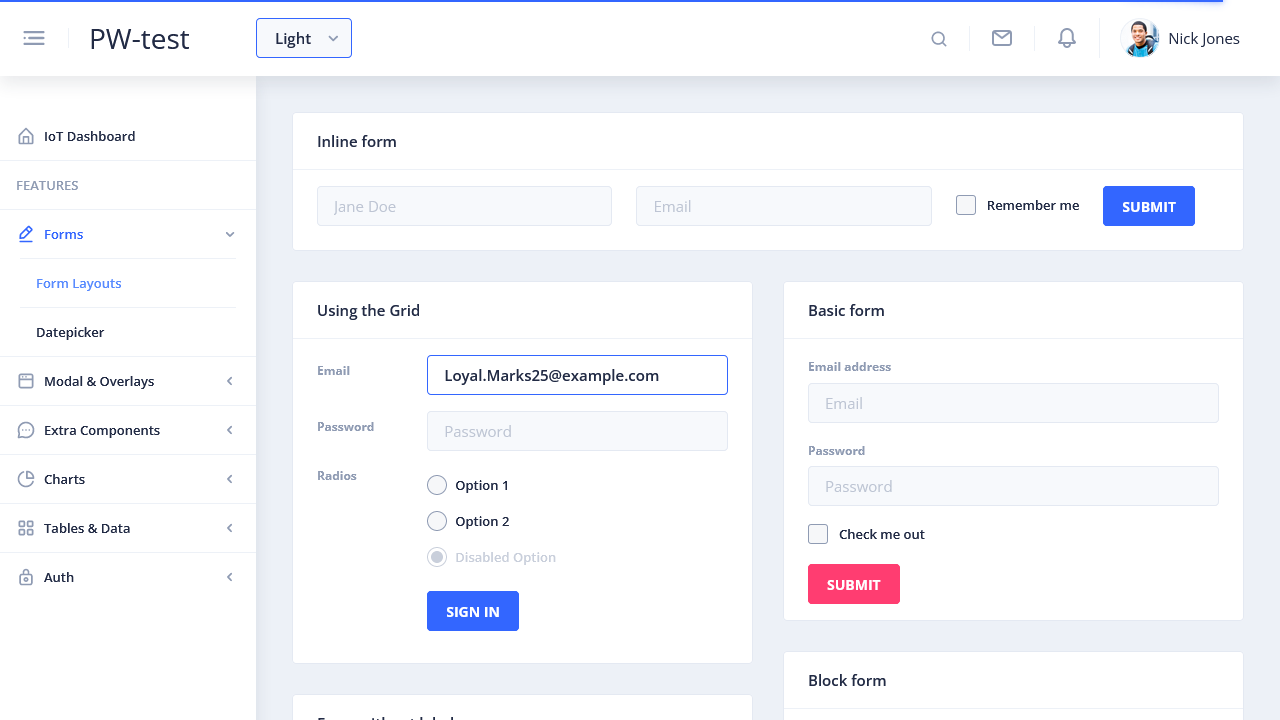 PW-test
Light
Nick Jones
IoT Dashboard
FEATURES
Forms
Form Layouts
Datepicker
Modal & Overlays
Extra Components
Charts
Tables & Data
Auth
Inline form
Jane Doe
Email
Remember me
SUBMIT
Using the Grid
Email
Loyal.Marks25@example.com
Password
Password
Radios
Option 1
Option 2
Disabled Option
SIGN IN
Basic form
Email address
Email
Password
Password
Check me out
SUBMIT
Block form